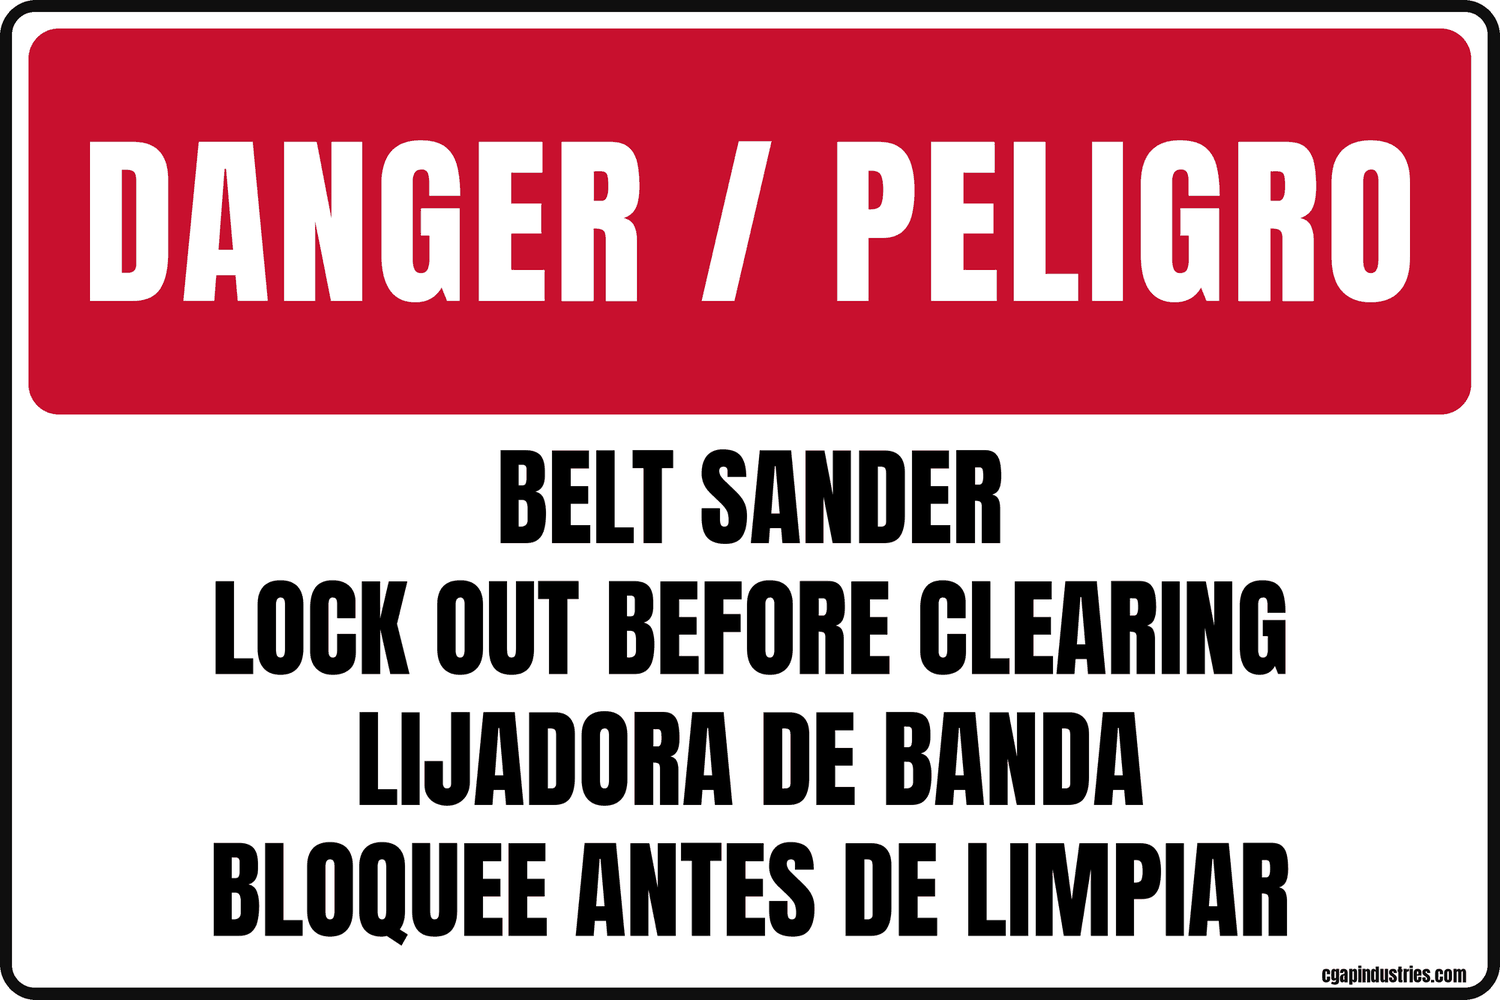 DANGER / PELIGRO
BELT SANDER
LOCK OUT BEFORE CLEARING
LIJADORA DE BANDA
BLOQUEE ANTES DE LIMPIAR
cgapindustries.com